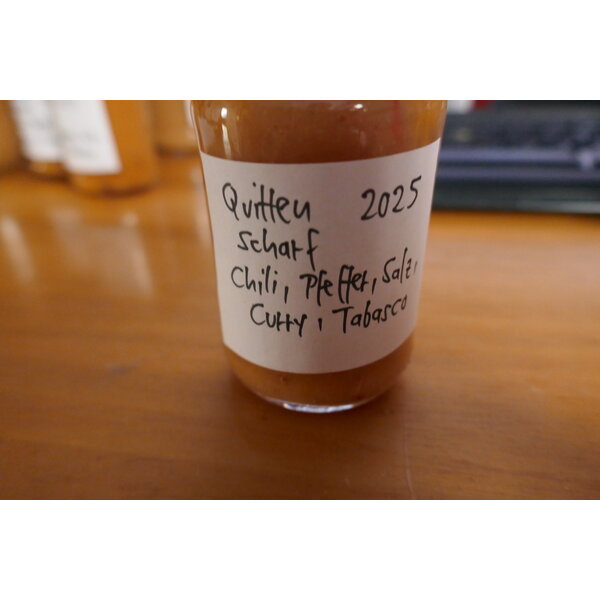 Quitten 2025
scharf
Chili, Pfeffer, Salz,
Curry, Tabasco